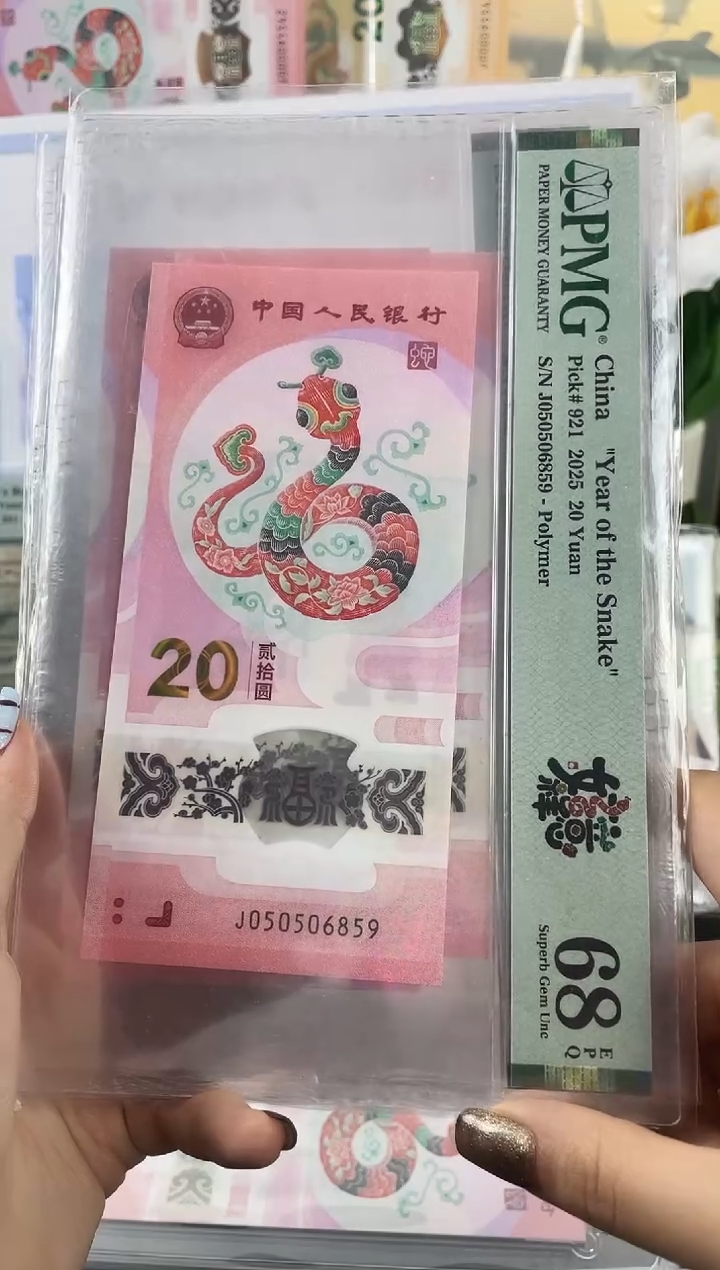 中国人民银行
蛇
20
贰拾圆
福
J050506859
PMG®
PAPER MONEY GUARANTY
China "Year of the Snake"
Pick# 921 2025 20 Yuan
S/N J050506859 - Polymer
68
EPQ
Superb Gem Unc